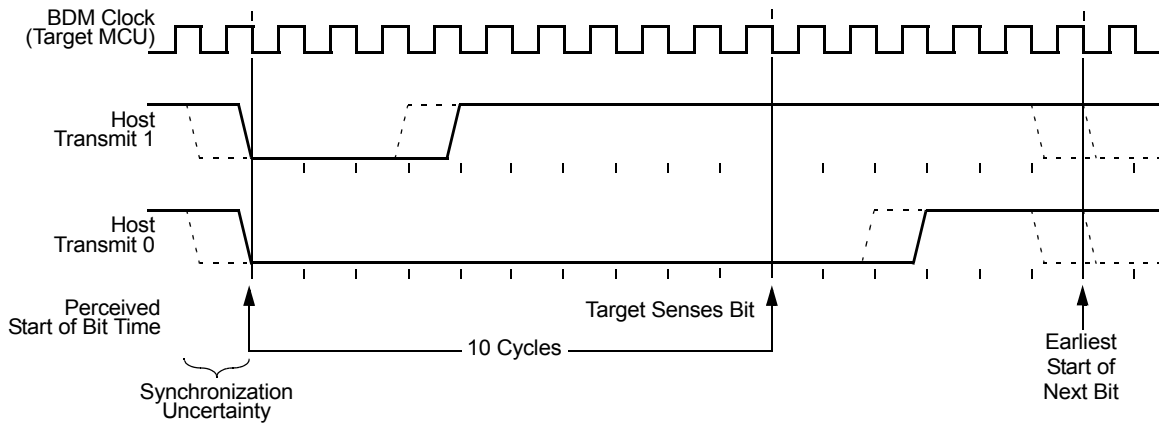 BDM Clock
(Target MCU)
Host
Transmit 1
Host
Transmit 0
Perceived
Start of Bit Time
Target Senses Bit
10 Cycles
Earliest
Start of
Next Bit
Synchronization
Uncertainty